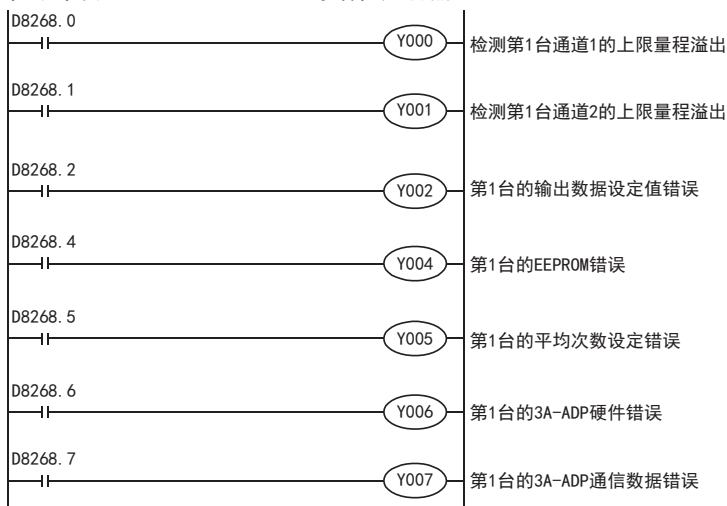 D8268.0
Y000 检测第1台通道1的上限量程溢出
D8268.1
Y001 检测第1台通道2的上限量程溢出
D8268.2
Y002 第1台的输出数据设定值错误
D8268.4
Y004 第1台的EEPROM错误
D8268.5
Y005 第1台的平均次数设定错误
D8268.6
Y006 第1台的3A-ADP硬件错误
D8268.7
Y007 第1台的3A-ADP通信数据错误